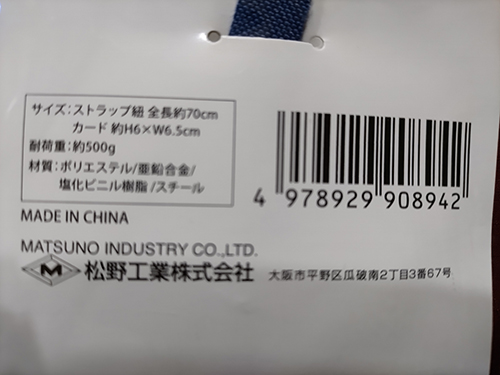 サイズ:ストラップ紐 全長約70cm
カード 約H6×W6.5cm
耐荷重:約500g
材質:ポリエステル/亜鉛合金/
塩化ビニル樹脂/スチール
4 978929 908942
MADE IN CHINA
MATSUNO INDUSTRY CO.,LTD.
M 松野工業株式会社 大阪市平野区瓜破南2丁目3番67号